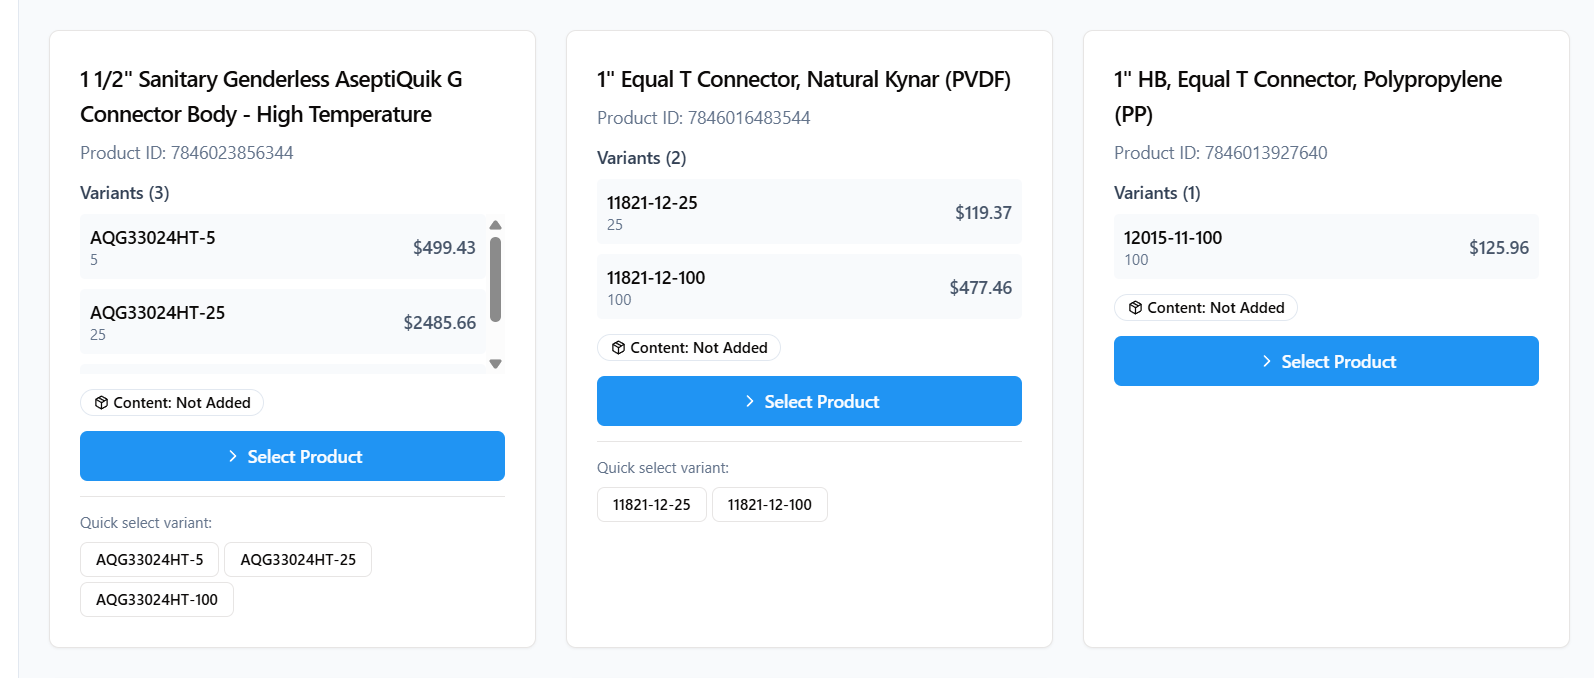 1 1/2" Sanitary Genderless AseptiQuik G
Connector Body - High Temperature
Product ID: 7846023856344
Variants (3)
AQG33024HT-5
5
$499.43
AQG33024HT-25
25
$2485.66
Content: Not Added
Select Product
Quick select variant:
AQG33024HT-5
AQG33024HT-25
AQG33024HT-100
1" Equal T Connector, Natural Kynar (PVDF)
Product ID: 7846016483544
Variants (2)
11821-12-25
25
$119.37
11821-12-100
100
$477.46
Content: Not Added
Select Product
Quick select variant:
11821-12-25
11821-12-100
1" HB, Equal T Connector, Polypropylene
(PP)
Product ID: 7846013927640
Variants (1)
12015-11-100
100
$125.96
Content: Not Added
Select Product